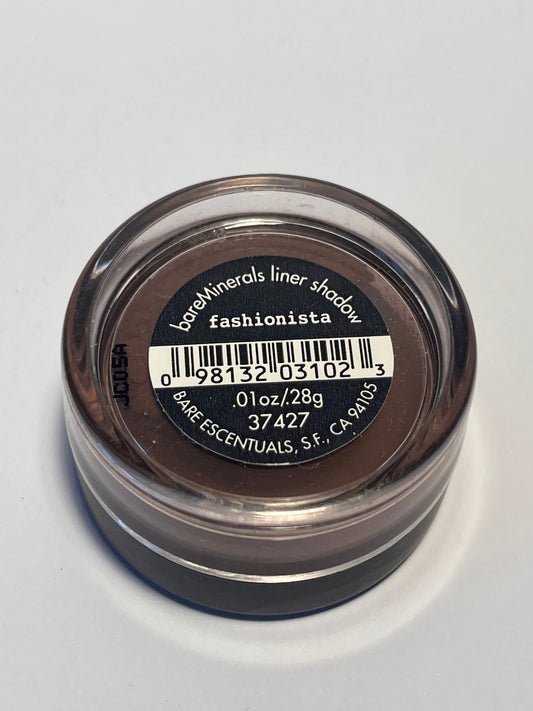 bareMinerals liner shadow
fashionista
0 98132 03102 3
.01oz/.28g
37427
BARE ESCENTUALS, S.F., CA 94105